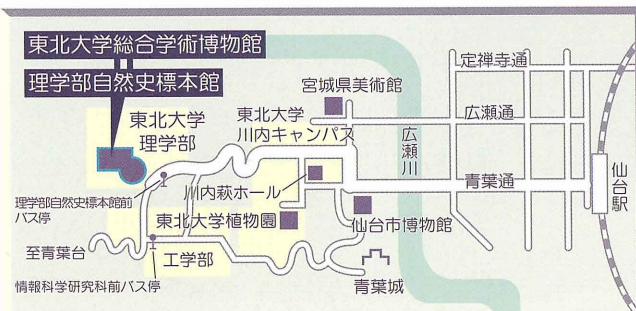 東北大学総合学術博物館
理学部自然史標本館
定禅寺通
宮城県美術館
東北大学
理学部
東北大学
川内キャンパス
広瀬通
広瀬川
理学部自然史標本館前
バス停
川内萩ホール
青葉通
仙台駅
東北大学植物園
仙台市博物館
至青葉台
工学部
情報科学研究科前バス停
青葉城